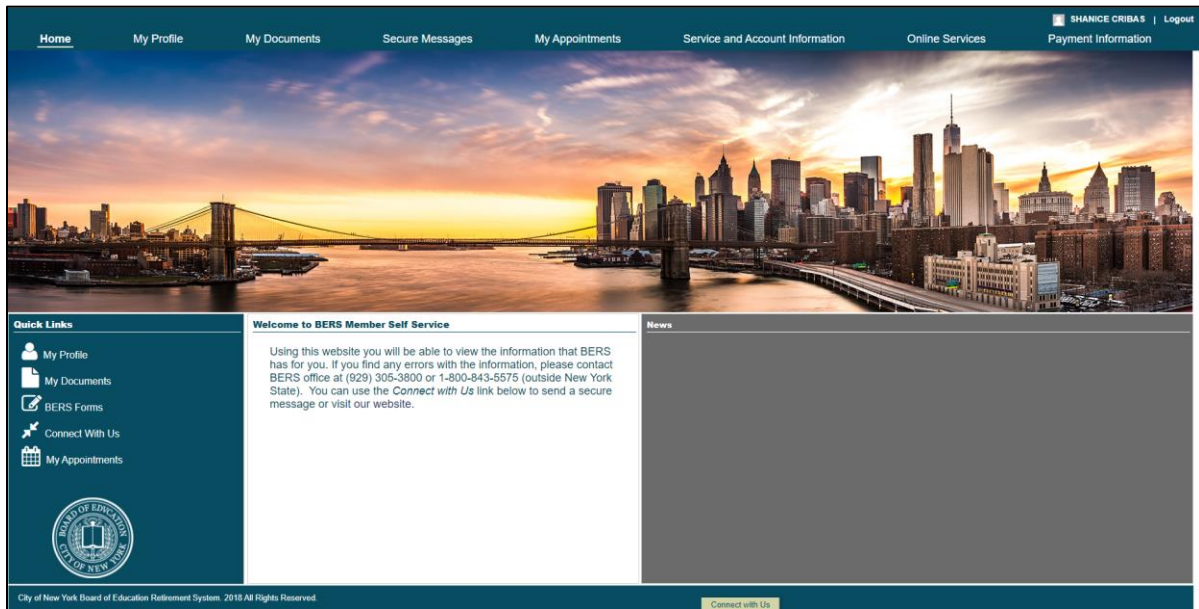 SHANICE CRIBAS | Logout
Home My Profile My Documents Secure Messages My Appointments Service and Account Information Online Services Payment Information
PIER 1
Quick Links
My Profile
My Documents
BERS Forms
Connect With Us
My Appointments
BOARD OF EDUCATION
CITY OF NEW YORK
Welcome to BERS Member Self Service
Using this website you will be able to view the information that BERS
has for you. If you find any errors with the information, please contact
BERS office at (929) 305-3800 or 1-800-843-5575 (outside New York
State). You can use the Connect with Us link below to send a secure
message or visit our website.
News
City of New York Board of Education Retirement System. 2018 All Rights Reserved.
Connect with Us